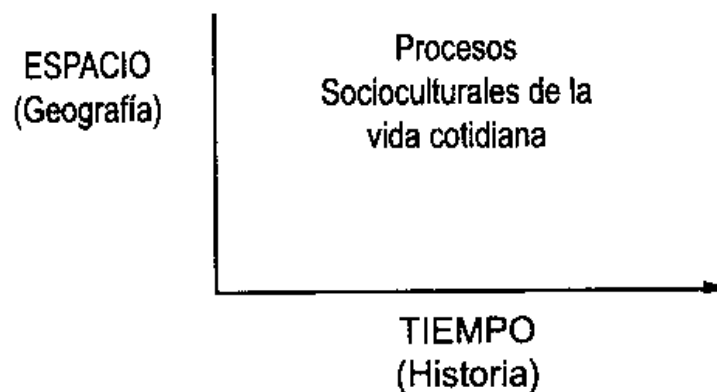 ESPACIO
(Geografía)
Procesos
Socioculturales de la
vida cotidiana
TIEMPO
(Historia)